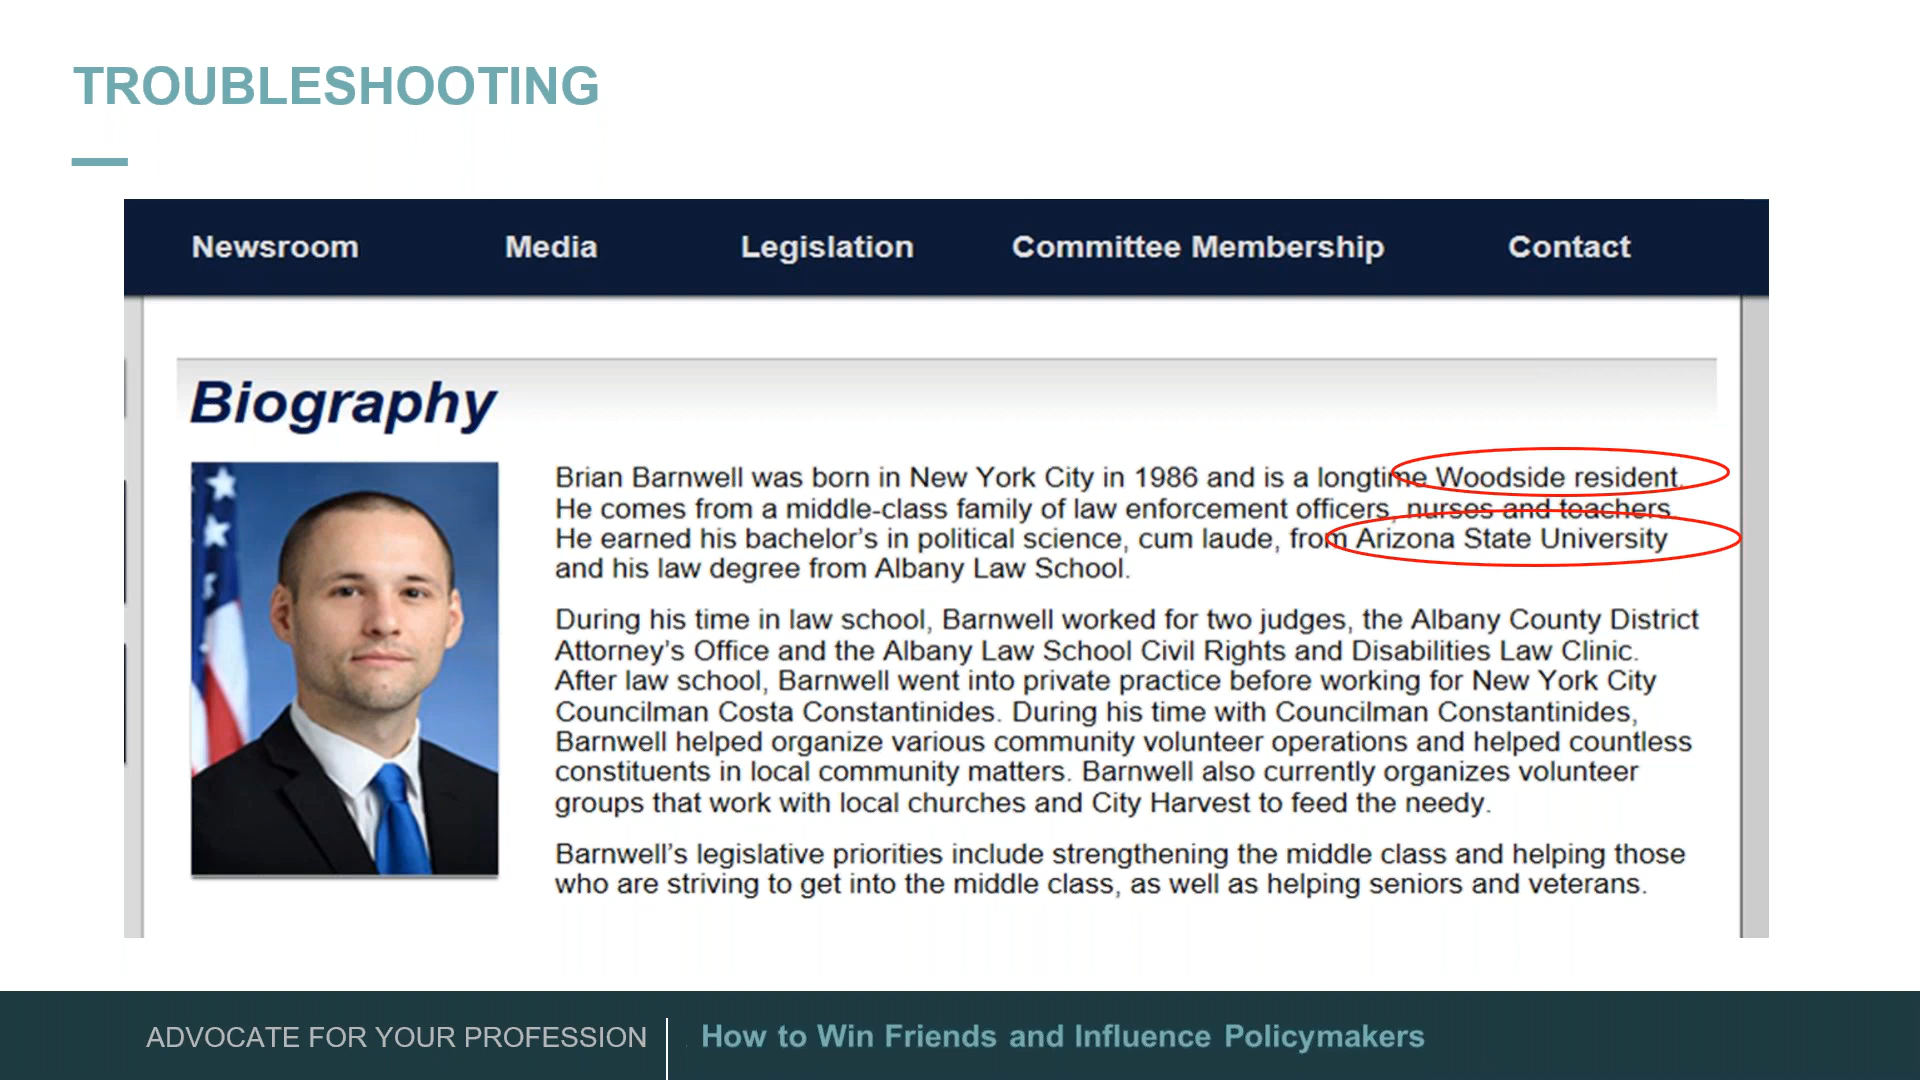 TROUBLESHOOTING
Newsroom Media Legislation Committee Membership Contact
Biography
Brian Barnwell was born in New York City in 1986 and is a longtime Woodside resident.
He comes from a middle-class family of law enforcement officers, nurses and teachers.
He earned his bachelor's in political science, cum laude, from Arizona State University
and his law degree from Albany Law School.
During his time in law school, Barnwell worked for two judges, the Albany County District
Attorney's Office and the Albany Law School Civil Rights and Disabilities Law Clinic.
After law school, Barnwell went into private practice before working for New York City
Councilman Costa Constantinides. During his time with Councilman Constantinides,
Barnwell helped organize various community volunteer operations and helped countless
constituents in local community matters. Barnwell also currently organizes volunteer
groups that work with local churches and City Harvest to feed the needy.
Barnwell's legislative priorities include strengthening the middle class and helping those
who are striving to get into the middle class, as well as helping seniors and veterans.
ADVOCATE FOR YOUR PROFESSION How to Win Friends and Influence Policymakers